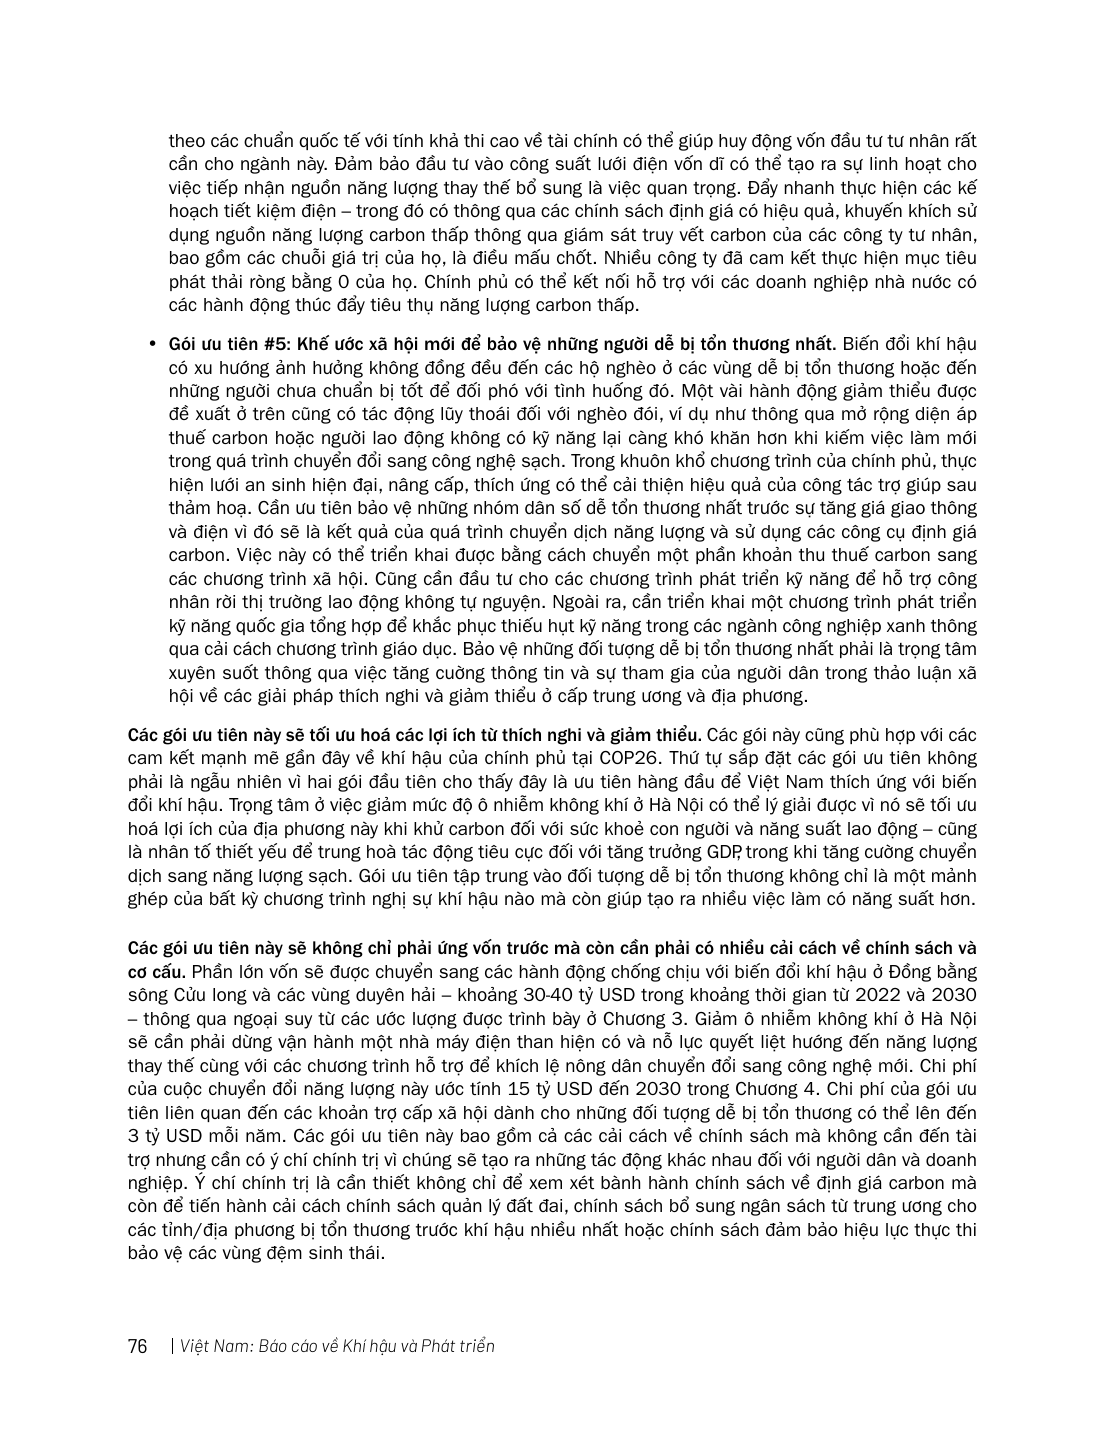 theo các chuẩn quốc tế với tính khả thi cao về tài chính có thể giúp huy động vốn đầu tư tư nhân rất
cần cho ngành này. Đảm bảo đầu tư vào công suất lưới điện vốn dĩ có thể tạo ra sự linh hoạt cho
việc tiếp nhận nguồn năng lượng thay thế bổ sung là việc quan trọng. Đẩy nhanh thực hiện các kế
hoạch tiết kiệm điện – trong đó có thông qua các chính sách định giá có hiệu quả, khuyến khích sử
dụng nguồn năng lượng carbon thấp thông qua giám sát truy vết carbon của các công ty tư nhân,
bao gồm các chuỗi giá trị của họ, là điều mấu chốt. Nhiều công ty đã cam kết thực hiện mục tiêu
phát thải ròng bằng 0 của họ. Chính phủ có thể kết nối hỗ trợ với các doanh nghiệp nhà nước có
các hành động thúc đẩy tiêu thụ năng lượng carbon thấp.
• Gói ưu tiên #5: Khế ước xã hội mới để bảo vệ những người dễ bị tổn thương nhất. Biến đổi khí hậu
có xu hướng ảnh hưởng không đồng đều đến các hộ nghèo ở các vùng dễ bị tổn thương hoặc đến
những người chưa chuẩn bị tốt để đối phó với tình huống đó. Một vài hành động giảm thiểu được
đề xuất ở trên cũng có tác động lũy thoái đối với nghèo đói, ví dụ như thông qua mở rộng diện áp
thuế carbon hoặc người lao động không có kỹ năng lại càng khó khăn hơn khi kiếm việc làm mới
trong quá trình chuyển đổi sang công nghệ sạch. Trong khuôn khổ chương trình của chính phủ, thực
hiện lưới an sinh hiện đại, nâng cấp, thích ứng có thể cải thiện hiệu quả của công tác trợ giúp sau
thảm hoạ. Cần ưu tiên bảo vệ những nhóm dân số dễ tổn thương nhất trước sự tăng giá giao thông
và điện vì đó sẽ là kết quả của quá trình chuyển dịch năng lượng và sử dụng các công cụ định giá
carbon. Việc này có thể triển khai được bằng cách chuyển một phần khoản thu thuế carbon sang
các chương trình xã hội. Cũng cần đầu tư cho các chương trình phát triển kỹ năng để hỗ trợ công
nhân rời thị trường lao động không tự nguyện. Ngoài ra, cần triển khai một chương trình phát triển
kỹ năng quốc gia tổng hợp để khắc phục thiếu hụt kỹ năng trong các ngành công nghiệp xanh thông
qua cải cách chương trình giáo dục. Bảo vệ những đối tượng dễ bị tổn thương nhất phải là trọng tâm
xuyên suốt thông qua việc tăng cuờng thông tin và sự tham gia của người dân trong thảo luận xã
hội về các giải pháp thích nghi và giảm thiểu ở cấp trung ương và địa phương.
Các gói ưu tiên này sẽ tối ưu hoá các lợi ích từ thích nghi và giảm thiểu. Các gói này cũng phù hợp với các
cam kết mạnh mẽ gần đây về khí hậu của chính phủ tại COP26. Thứ tự sắp đặt các gói ưu tiên không
phải là ngẫu nhiên vì hai gói đầu tiên cho thấy đây là ưu tiên hàng đầu để Việt Nam thích ứng với biến
đổi khí hậu. Trọng tâm ở việc giảm mức độ ô nhiễm không khí ở Hà Nội có thể lý giải được vì nó sẽ tối ưu
hoá lợi ích của địa phương này khi khử carbon đối với sức khoẻ con người và năng suất lao động – cũng
là nhân tố thiết yếu để trung hoà tác động tiêu cực đối với tăng trưởng GDP, trong khi tăng cường chuyển
dịch sang năng lượng sạch. Gói ưu tiên tập trung vào đối tượng dễ bị tổn thương không chỉ là một mảnh
ghép của bất kỳ chương trình nghị sự khí hậu nào mà còn giúp tạo ra nhiều việc làm có năng suất hơn.
Các gói ưu tiên này sẽ không chỉ phải ứng vốn trước mà còn cần phải có nhiều cải cách về chính sách và
cơ cấu. Phần lớn vốn sẽ được chuyển sang các hành động chống chịu với biến đổi khí hậu ở Đồng bằng
sông Cửu long và các vùng duyên hải – khoảng 30-40 tỷ USD trong khoảng thời gian từ 2022 và 2030
– thông qua ngoại suy từ các ước lượng được trình bày ở Chương 3. Giảm ô nhiễm không khí ở Hà Nội
sẽ cần phải dừng vận hành một nhà máy điện than hiện có và nỗ lực quyết liệt hướng đến năng lượng
thay thế cùng với các chương trình hỗ trợ để khích lệ nông dân chuyển đổi sang công nghệ mới. Chi phí
của cuộc chuyển đổi năng lượng này ước tính 15 tỷ USD đến 2030 trong Chương 4. Chi phí của gói ưu
tiên liên quan đến các khoản trợ cấp xã hội dành cho những đối tượng dễ bị tổn thương có thể lên đến
3 tỷ USD mỗi năm. Các gói ưu tiên này bao gồm cả các cải cách về chính sách mà không cần đến tài
trợ nhưng cần có ý chí chính trị vì chúng sẽ tạo ra những tác động khác nhau đối với người dân và doanh
nghiệp. Ý chí chính trị là cần thiết không chỉ để xem xét bành hành chính sách về định giá carbon mà
còn để tiến hành cải cách chính sách quản lý đất đai, chính sách bổ sung ngân sách từ trung ương cho
các tỉnh/địa phương bị tổn thương trước khí hậu nhiều nhất hoặc chính sách đảm bảo hiệu lực thực thi
bảo vệ các vùng đệm sinh thái.
76 | Việt Nam: Báo cáo về Khí hậu và Phát triển